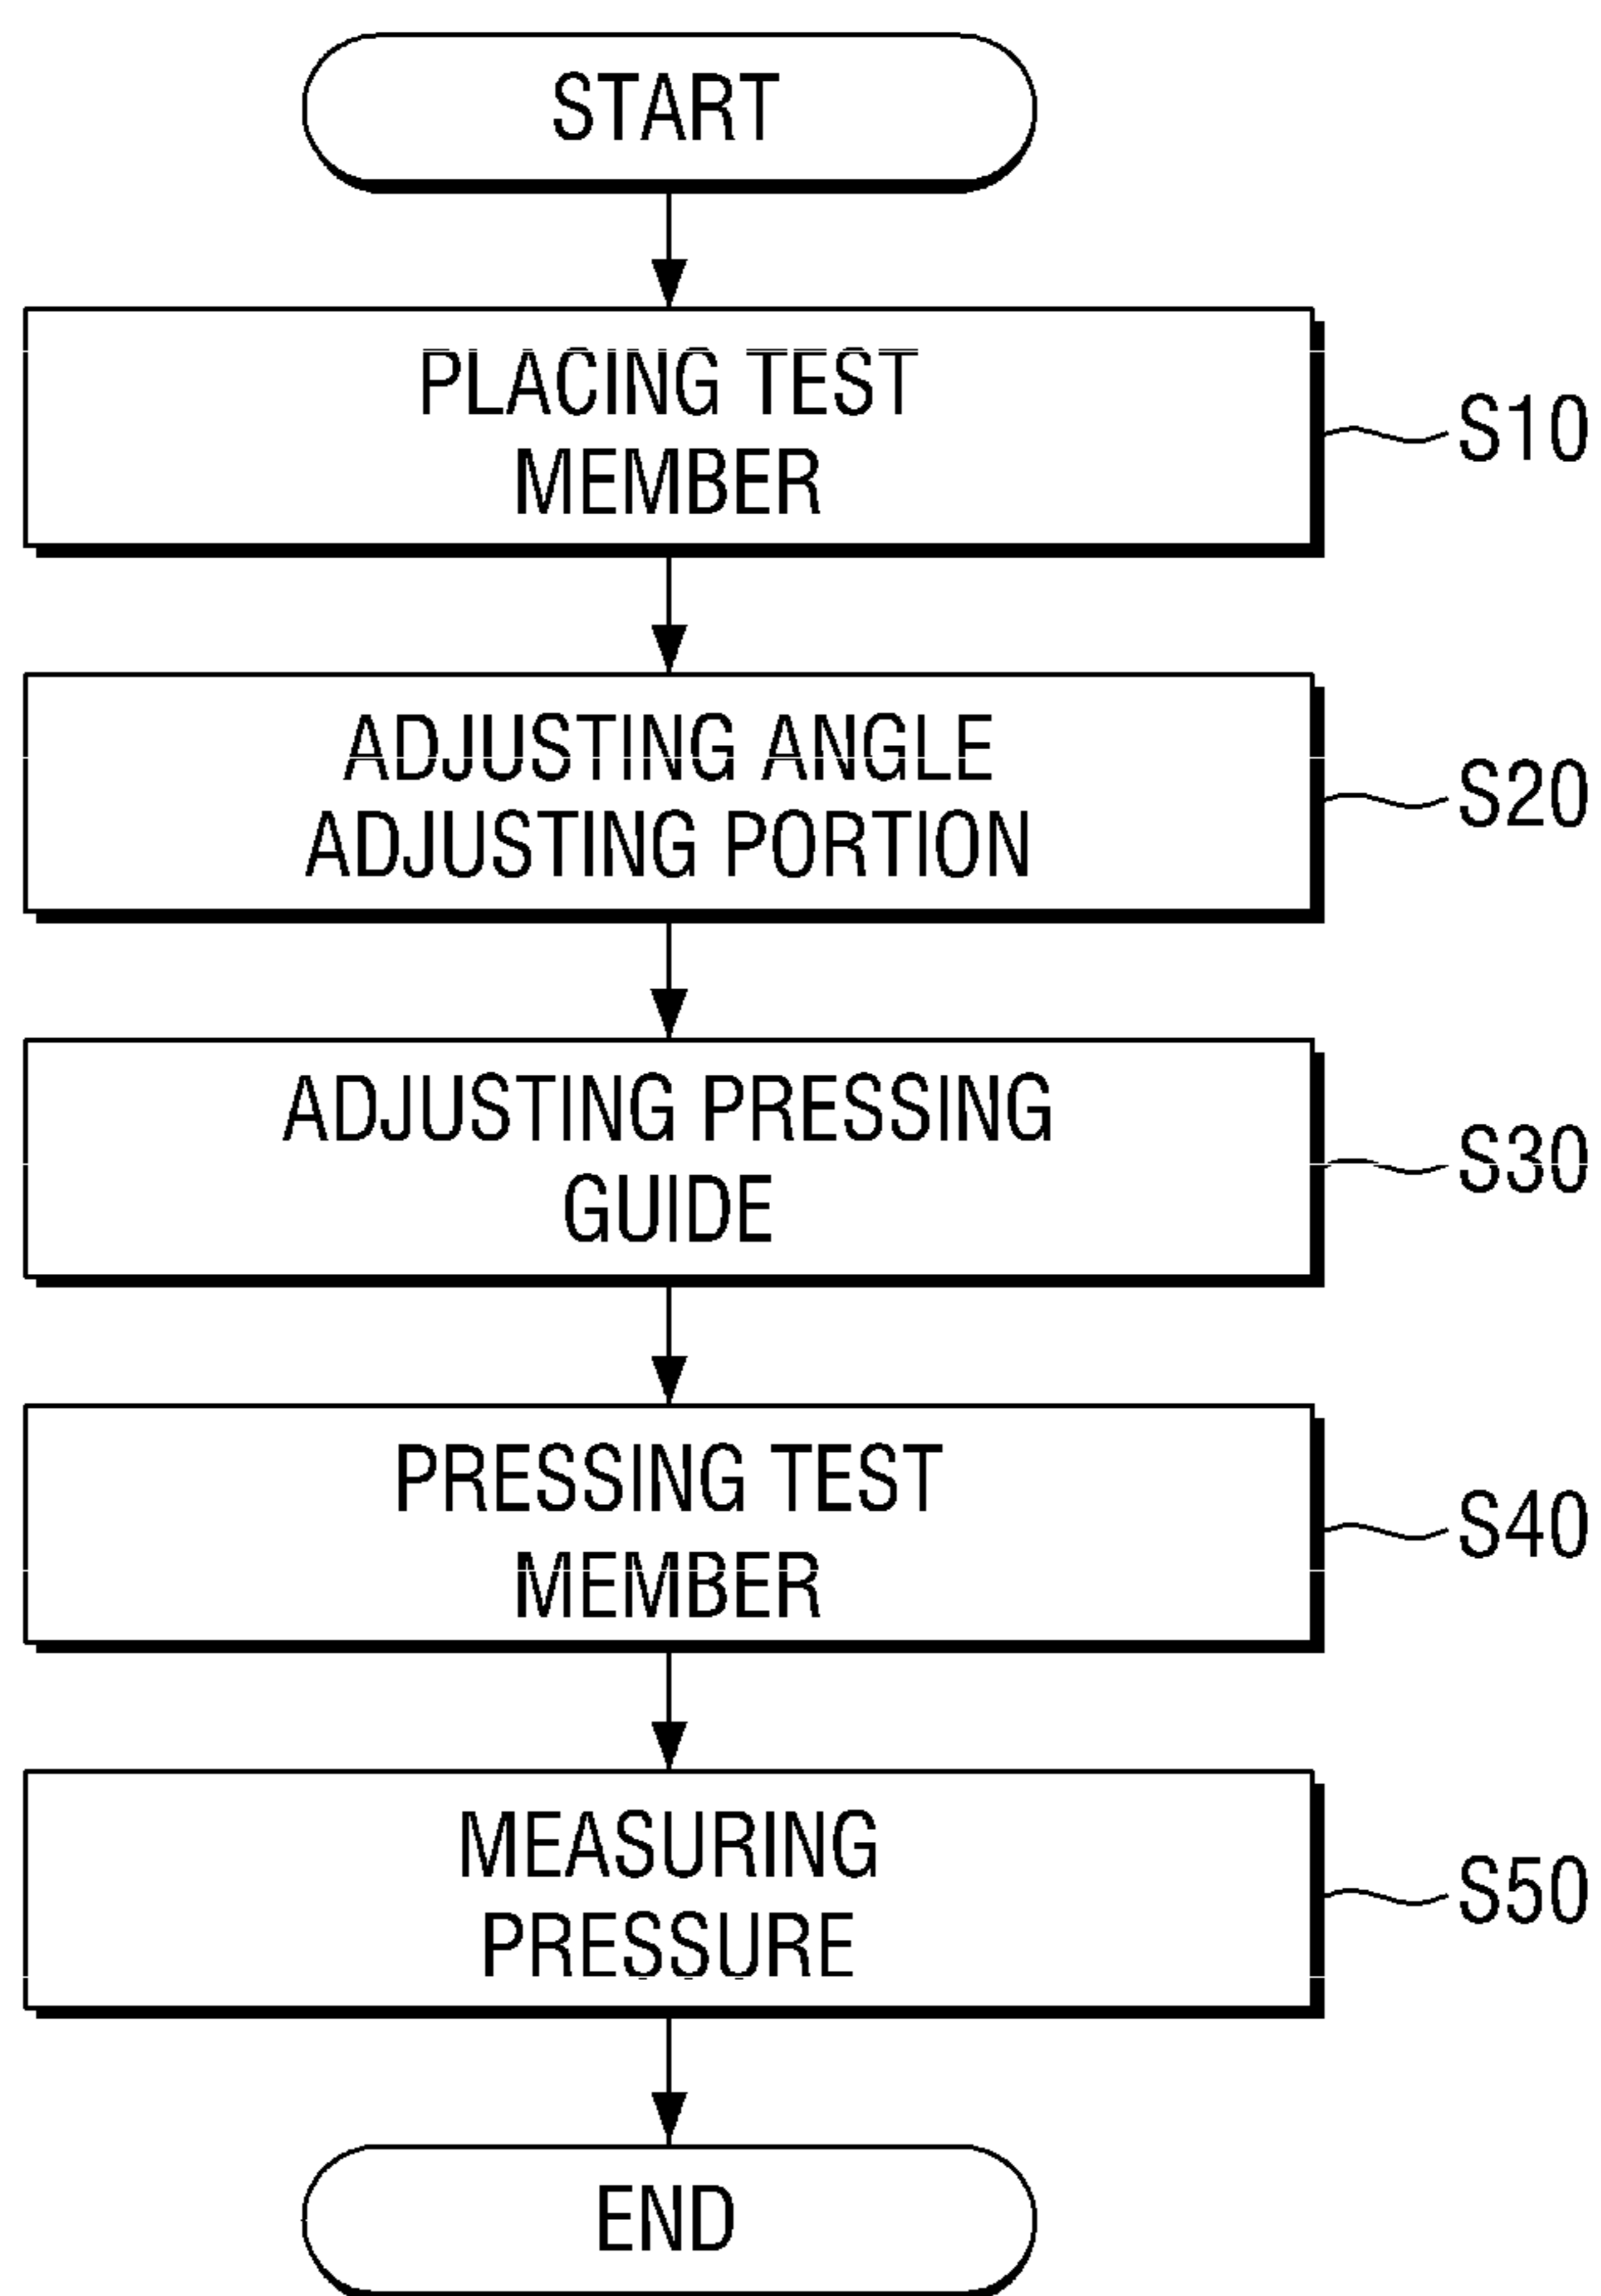 START
PLACING TEST
MEMBER
S10
ADJUSTING ANGLE
ADJUSTING PORTION
S20
ADJUSTING PRESSING
GUIDE
S30
PRESSING TEST
MEMBER
S40
MEASURING
PRESSURE
S50
END